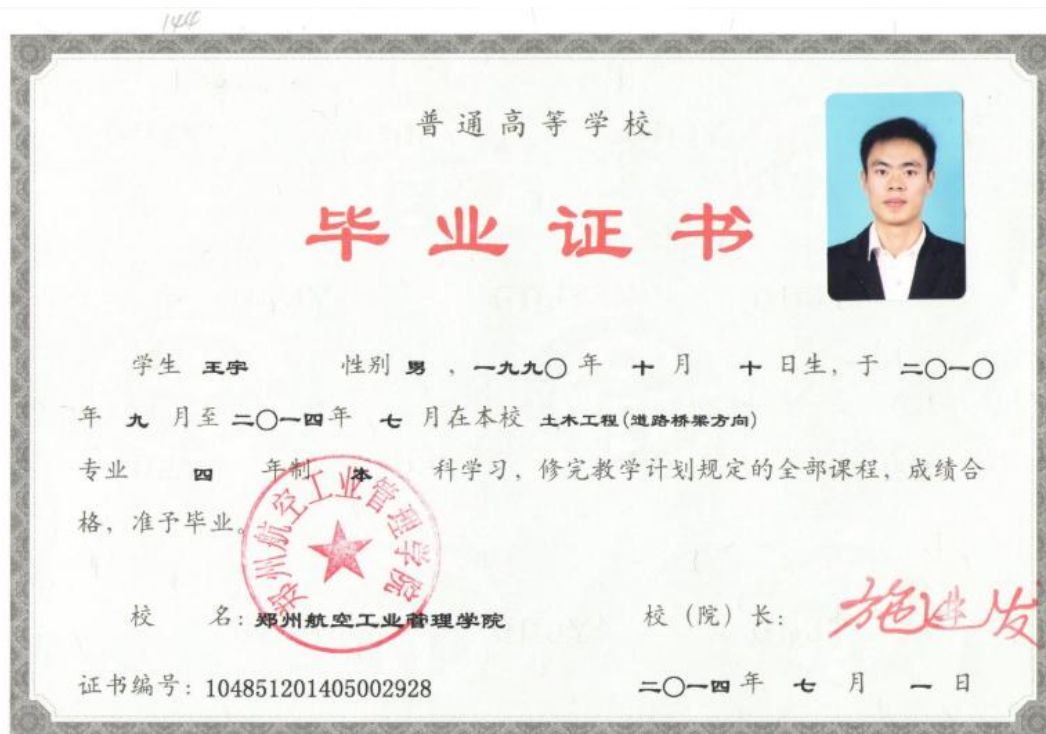 144
普通高等学校
毕业证书
学生 王宇 性别 男 ，一九九〇 年 十 月 十 日生，于 二〇一〇
年 九 月至 二〇一四年 七 月在本校 土木工程(道路桥梁方向)
专业 四 年制 本 科学习，修完教学计划规定的全部课程，成绩合
格，准予毕业。
郑州航空工业管理学院
校 名：郑州航空工业管理学院 校（院）长：
证书编号：104851201405002928 二〇一四 年 七 月 一 日